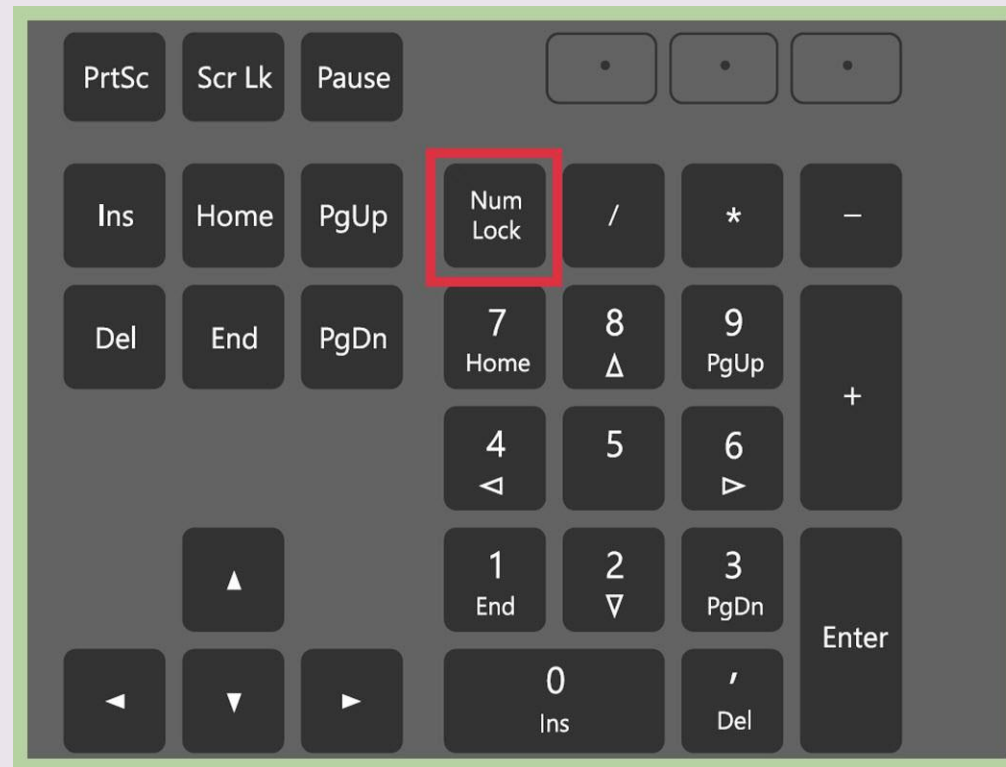 PrtSc Scr Lk Pause
Ins Home PgUp Num Lock / * −
Del End PgDn 7 Home 8 9 PgUp +
4 5 6
1 End 2 3 PgDn Enter
0 Ins , Del